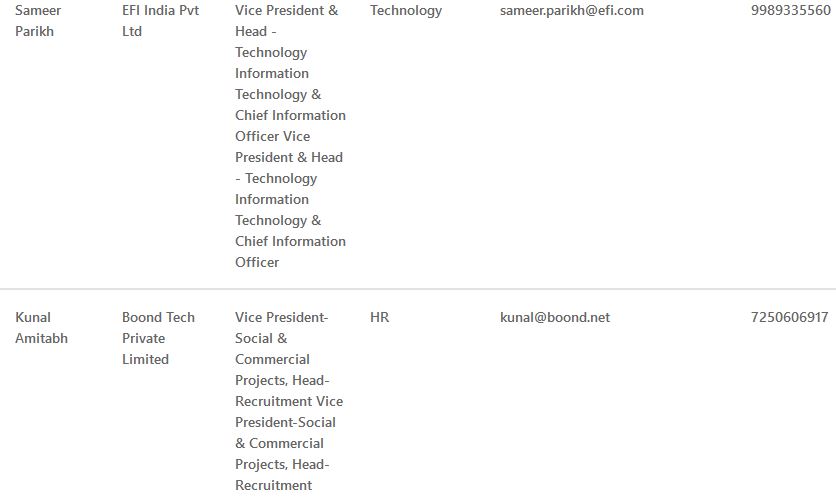 Sameer Parikh
EFI India Pvt Ltd
Vice President &
Head -
Technology
Information
Technology &
Chief Information
Officer Vice
President & Head
- Technology
Information
Technology &
Chief Information
Officer
Technology
sameer.parikh@efi.com
9989335560
Kunal
Amitabh
Boond Tech
Private
Limited
Vice President-
Social &
Commercial
Projects, Head-
Recruitment Vice
President-Social
& Commercial
Projects, Head-
Recruitment
HR
kunal@boond.net
7250606917